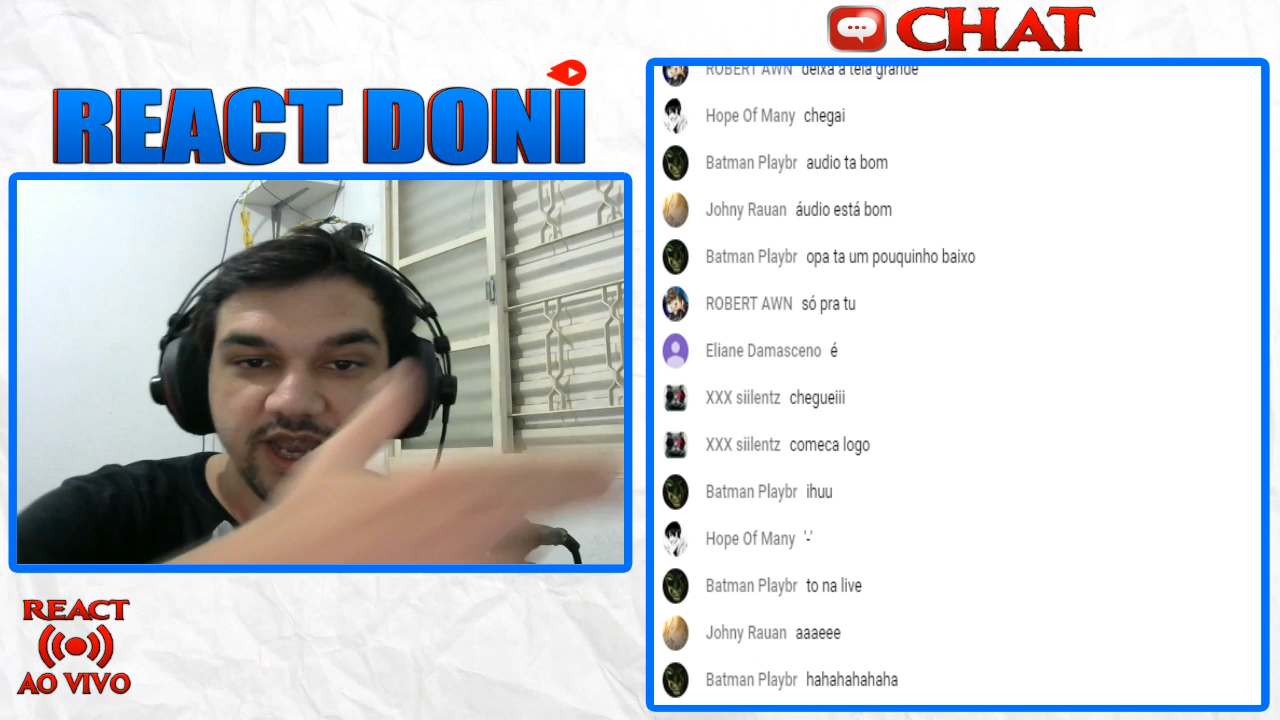 CHAT
REACT DONI
ROBERT AWN deixa a tela grande
Hope Of Many chegai
Batman Playbr audio ta bom
Johny Rauan áudio está bom
Batman Playbr opa ta um pouquinho baixo
ROBERT AWN só pra tu
Eliane Damasceno é
XXX siilentz chegueiii
XXX siilentz comeca logo
Batman Playbr ihuu
Hope Of Many '-'
Batman Playbr to na live
Johny Rauan aaaeee
Batman Playbr hahahahahaha
REACT
AO VIVO